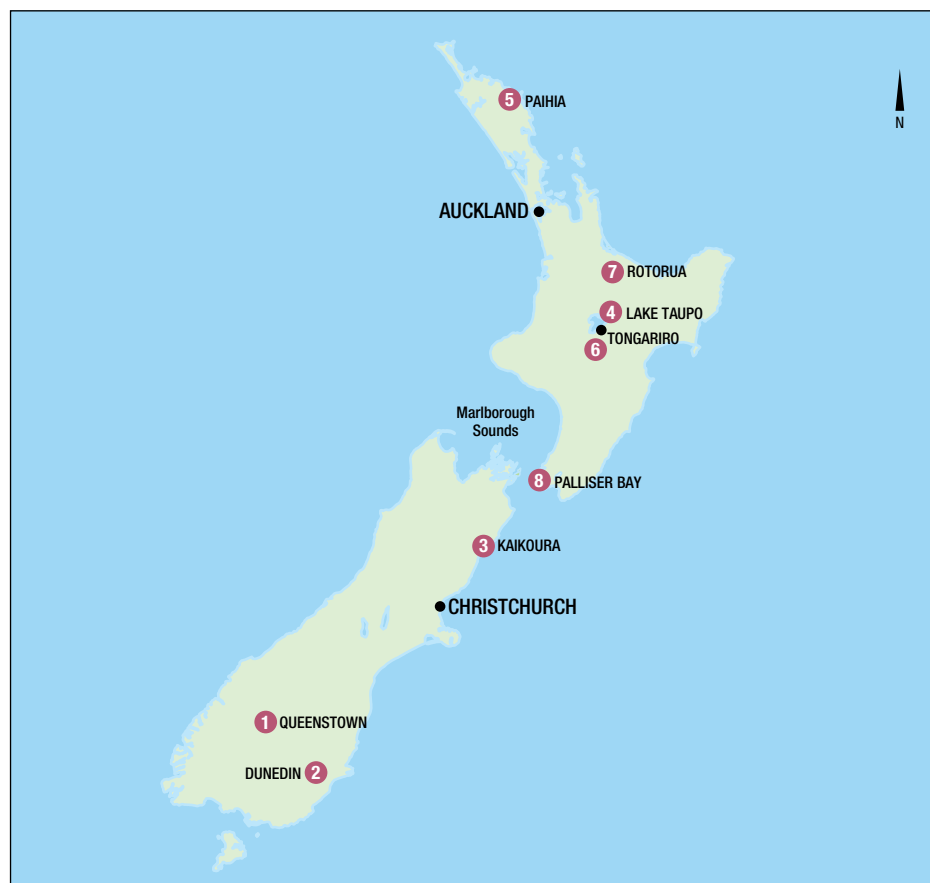 5 PAIHIA
N
AUCKLAND
7 ROTORUA
4 LAKE TAUPO
TONGARIRO
6
Marlborough
Sounds
8 PALLISER BAY
3 KAIKOURA
CHRISTCHURCH
1 QUEENSTOWN
DUNEDIN 2